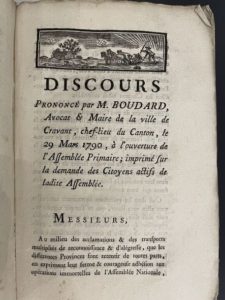 DISCOURS
PRONONCÉ par M. BOUDARD,
Avocat & Maire de la ville de
Cravant, chef-lieu du Canton, le
29 Mars 1790, à l'ouverture de
l'Assemblée Primaire; imprimé sur
la demande des Citoyens actifs de
ladite Assemblée.
MESSIEURS,
Au milieu des acclamations & des transports
multipliés de reconnoissance & d'alégresse, que les
différentes Provinces font retentir de toutes parts,
en exprimant leur ferme & courageuse adhésion aux
opérations immortelles de l'Assemblée Nationale,